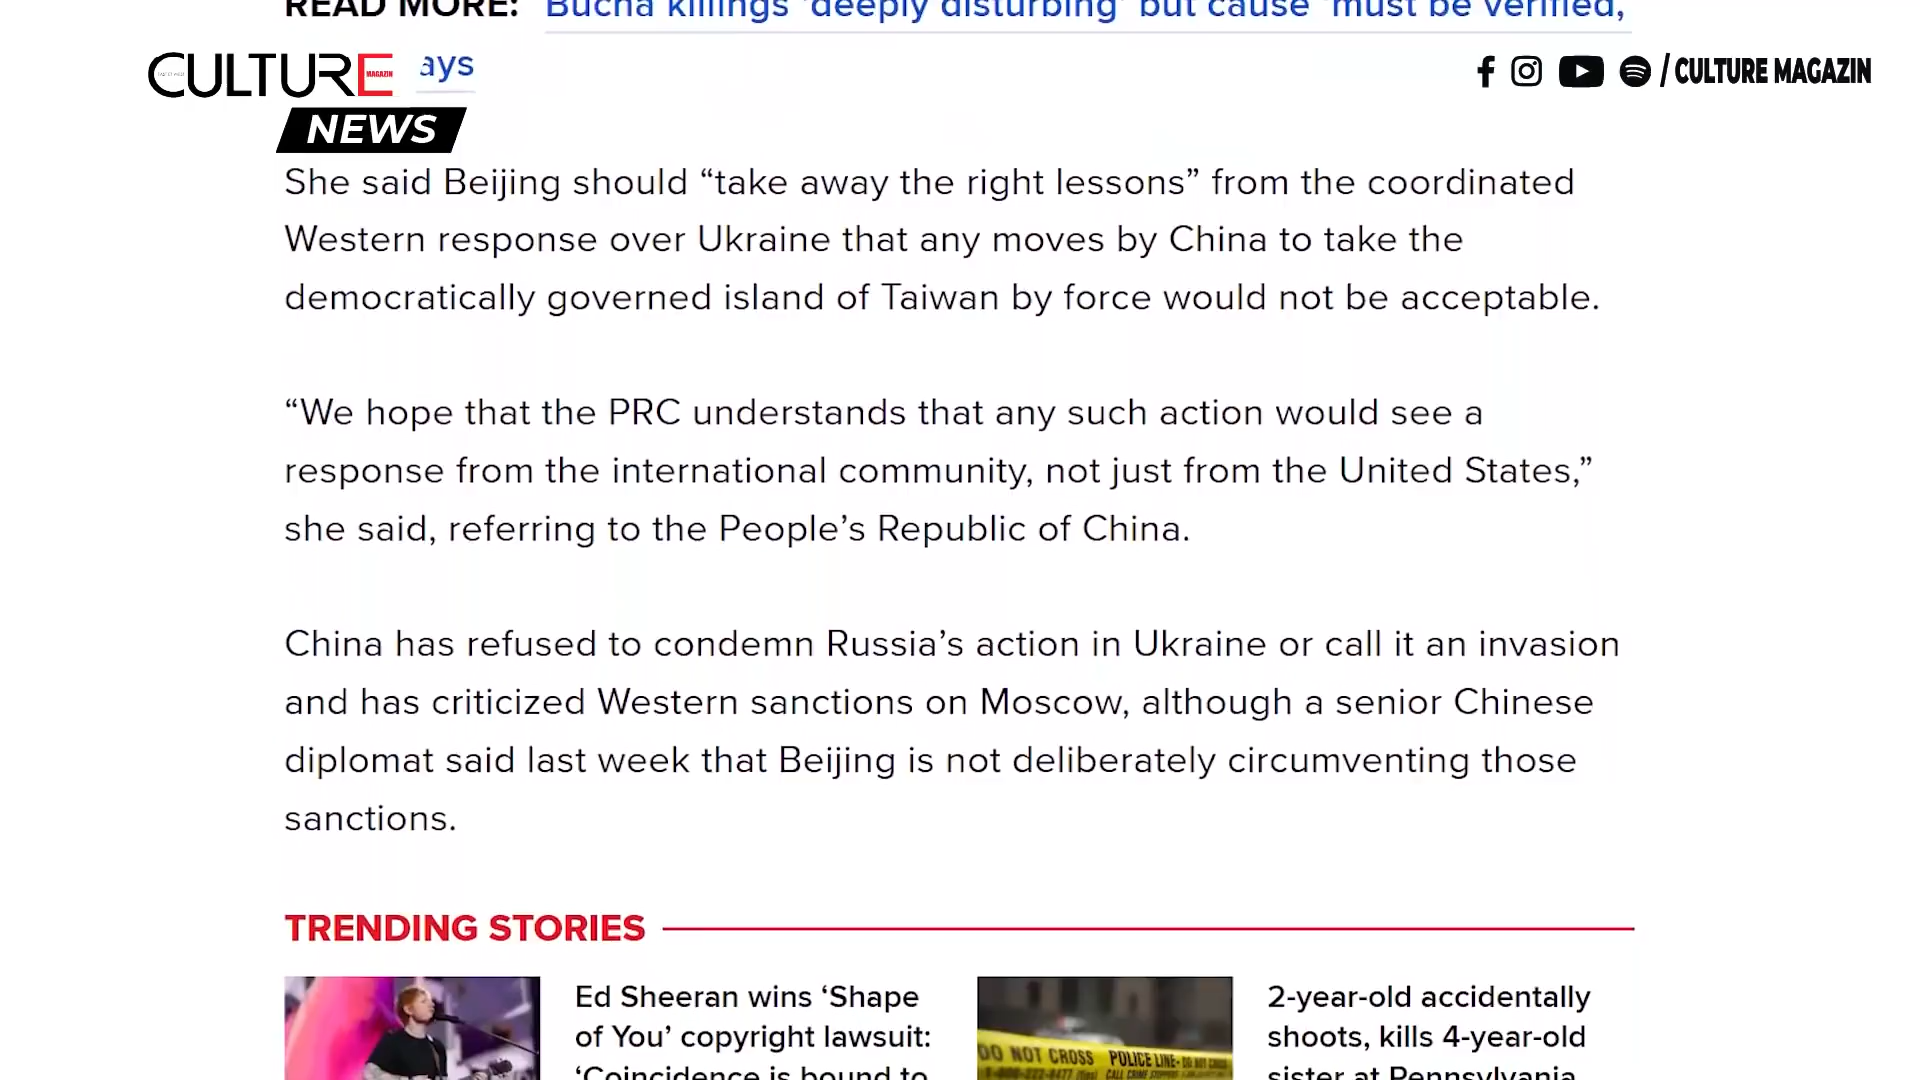 READ MORE: Bucha killings ‘deeply disturbing’ but cause ‘must be verified,’
ays
CULTURE
MAGAZIN
NEWS
/ CULTURE MAGAZIN
She said Beijing should “take away the right lessons” from the coordinated
Western response over Ukraine that any moves by China to take the
democratically governed island of Taiwan by force would not be acceptable.
“We hope that the PRC understands that any such action would see a
response from the international community, not just from the United States,”
she said, referring to the People’s Republic of China.
China has refused to condemn Russia’s action in Ukraine or call it an invasion
and has criticized Western sanctions on Moscow, although a senior Chinese
diplomat said last week that Beijing is not deliberately circumventing those
sanctions.
TRENDING STORIES
Ed Sheeran wins ‘Shape
of You’ copyright lawsuit:
‘Coincidence is bound to
DO NOT CROSS POLICE LINE- DO NOT
2-year-old accidentally
shoots, kills 4-year-old
sister at Pennsylvania